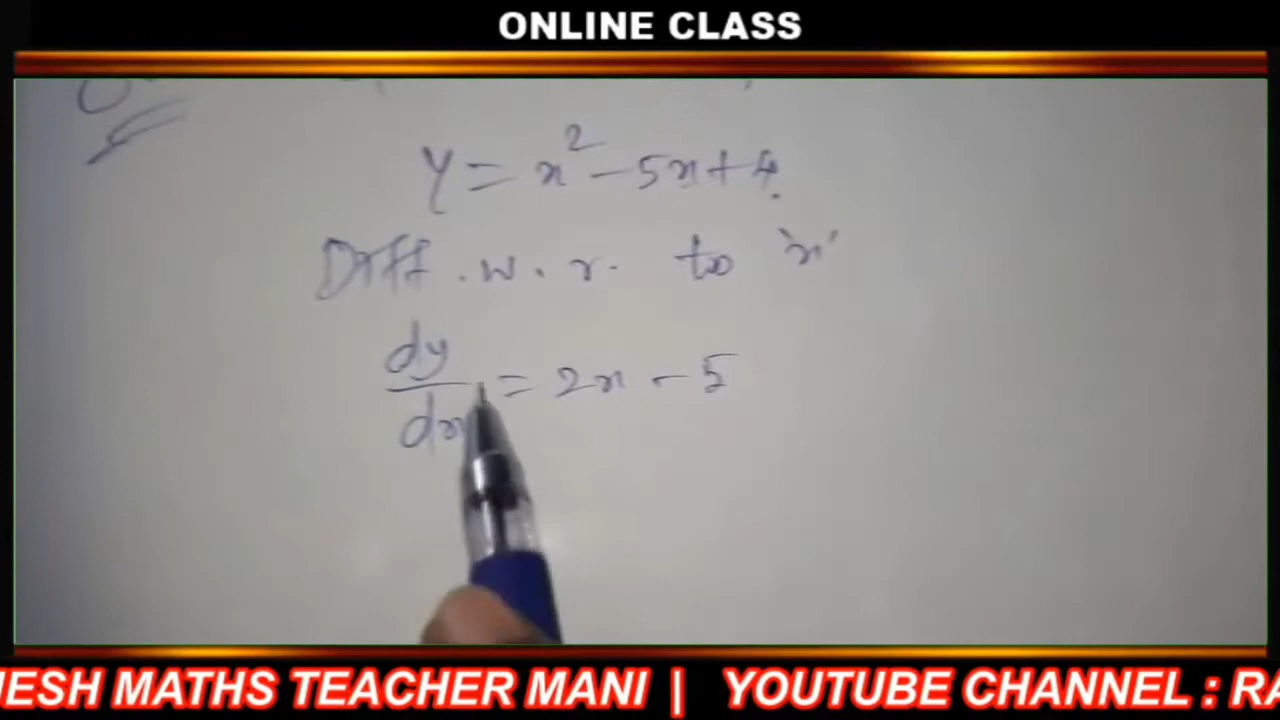 ONLINE CLASS
y = x² - 5x + 4.
Diff. w. r. to 'x'
dy/dx = 2x - 5
ESH MATHS TEACHER MANI | YOUTUBE CHANNEL : RA